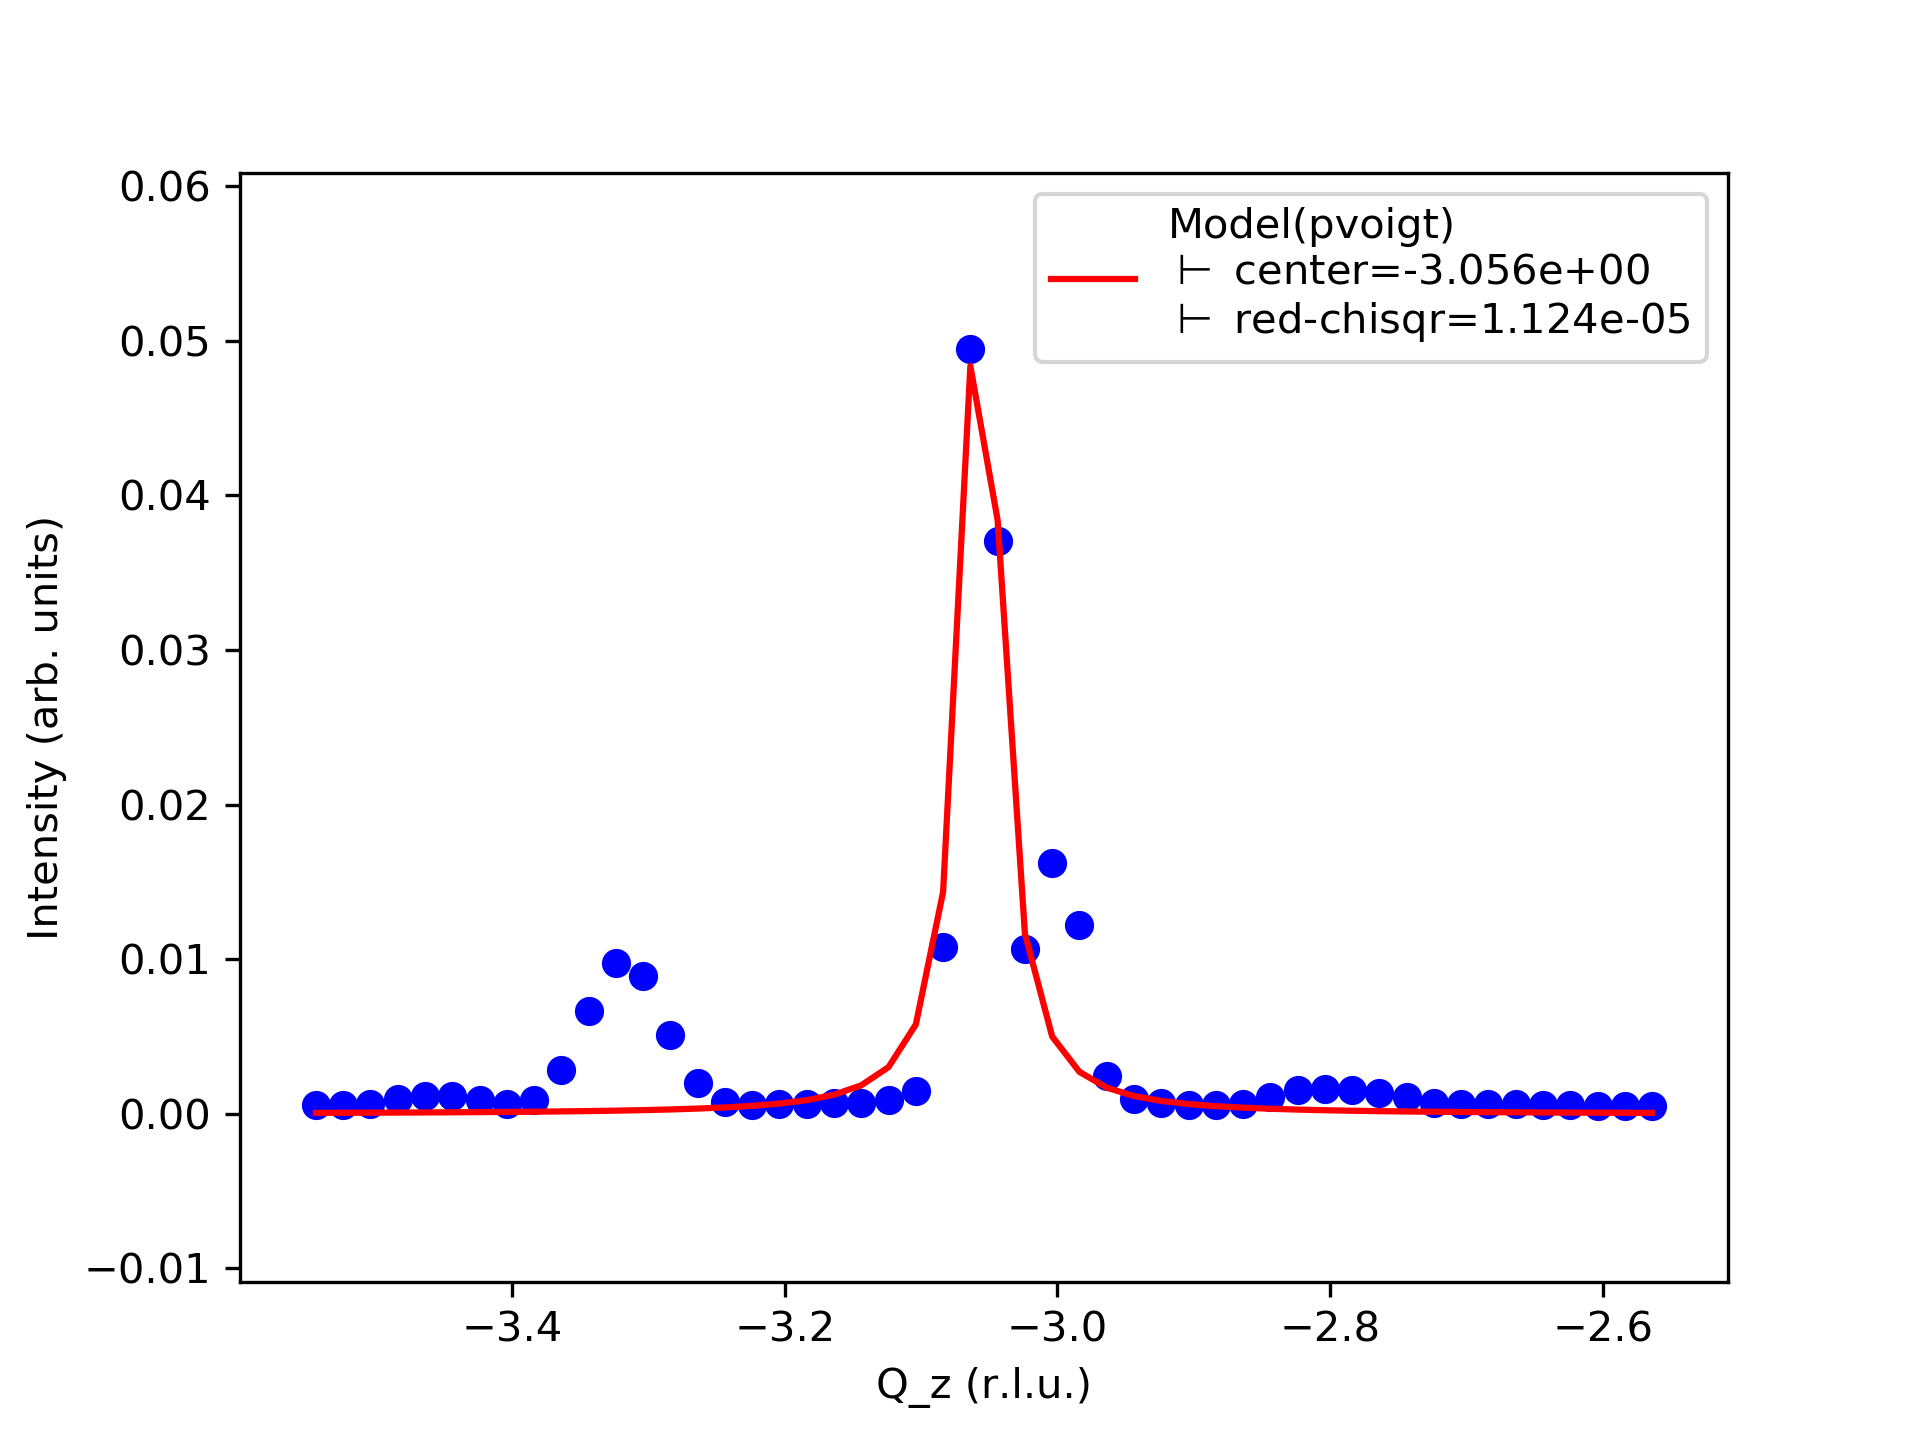 Model(pvoigt)
⊢ center=-3.056e+00
⊢ red-chisqr=1.124e-05
0.06
0.05
0.04
0.03
0.02
0.01
0.00
−0.01
Intensity (arb. units)
−3.4 −3.2 −3.0 −2.8 −2.6
Q_z (r.l.u.)